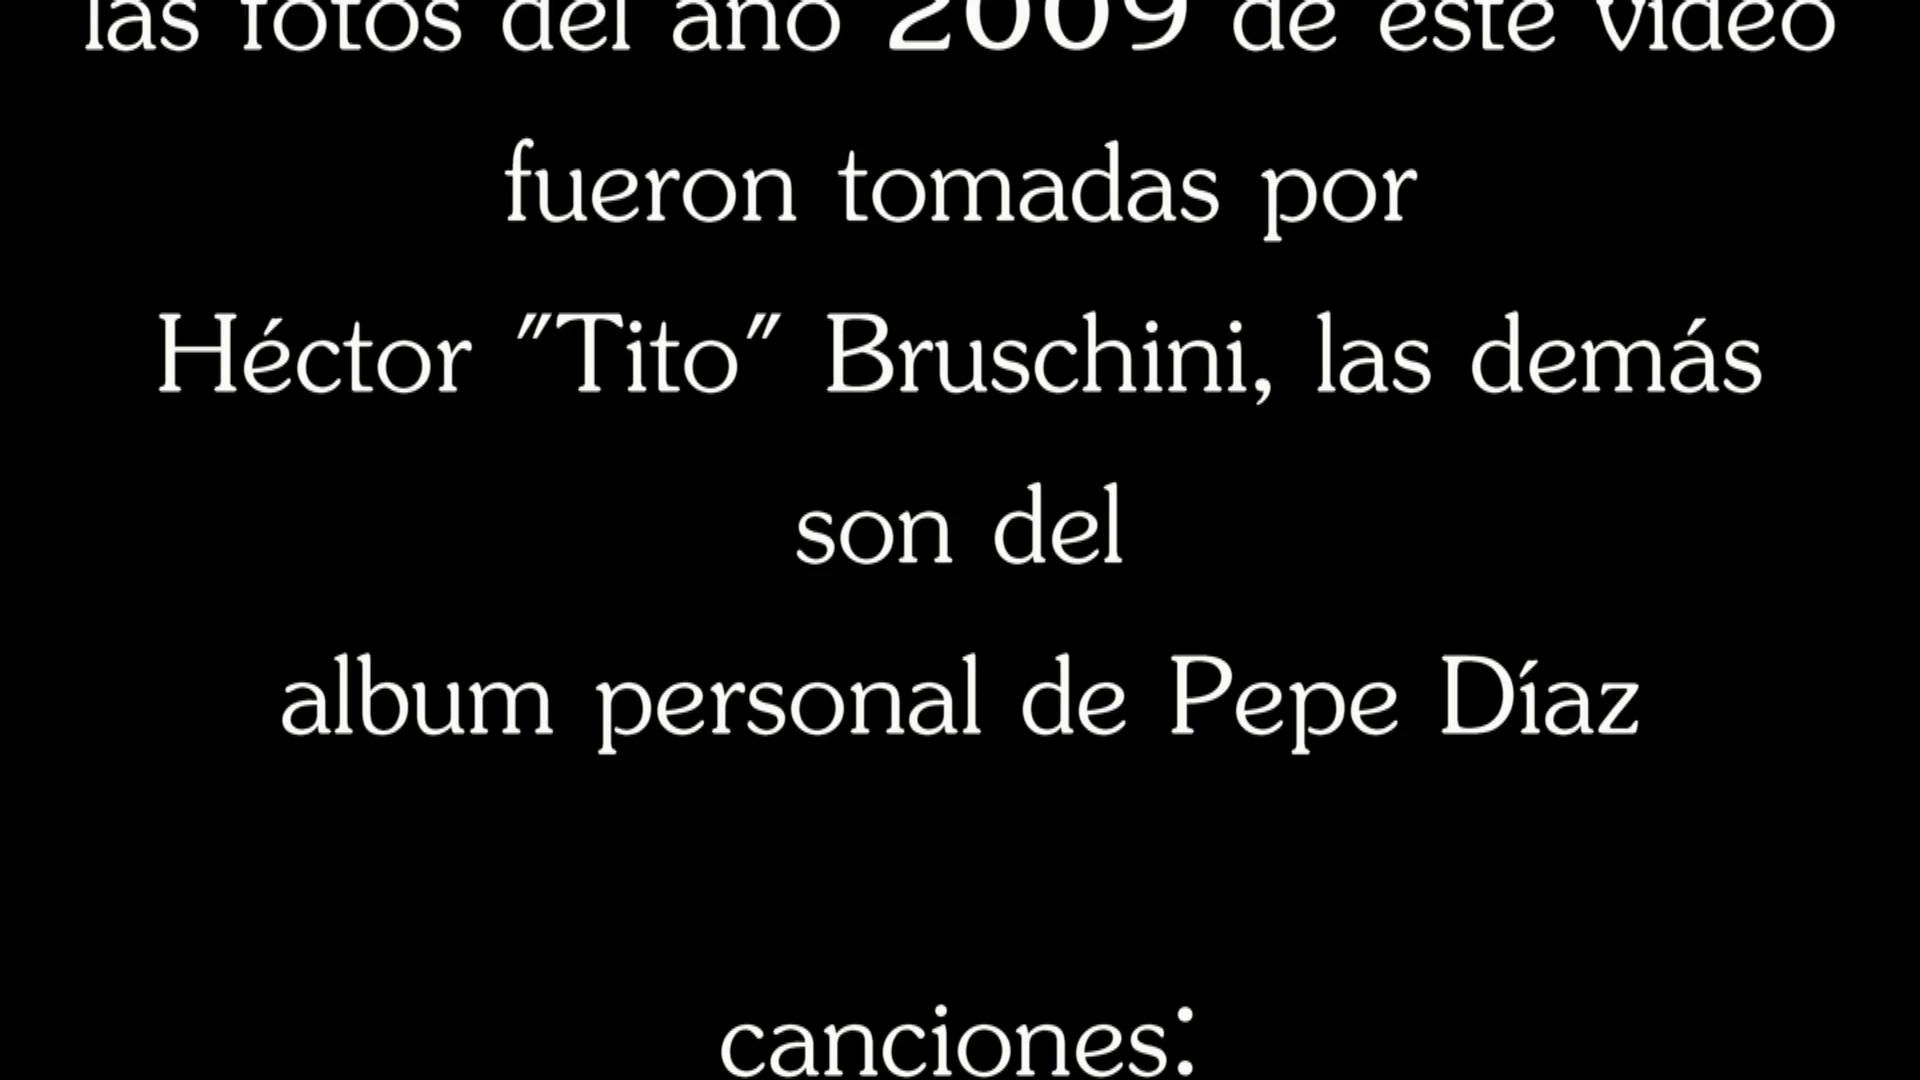 las fotos del año 2009 de este video
fueron tomadas por
Héctor "Tito" Bruschini, las demás
son del
album personal de Pepe Díaz
canciones: